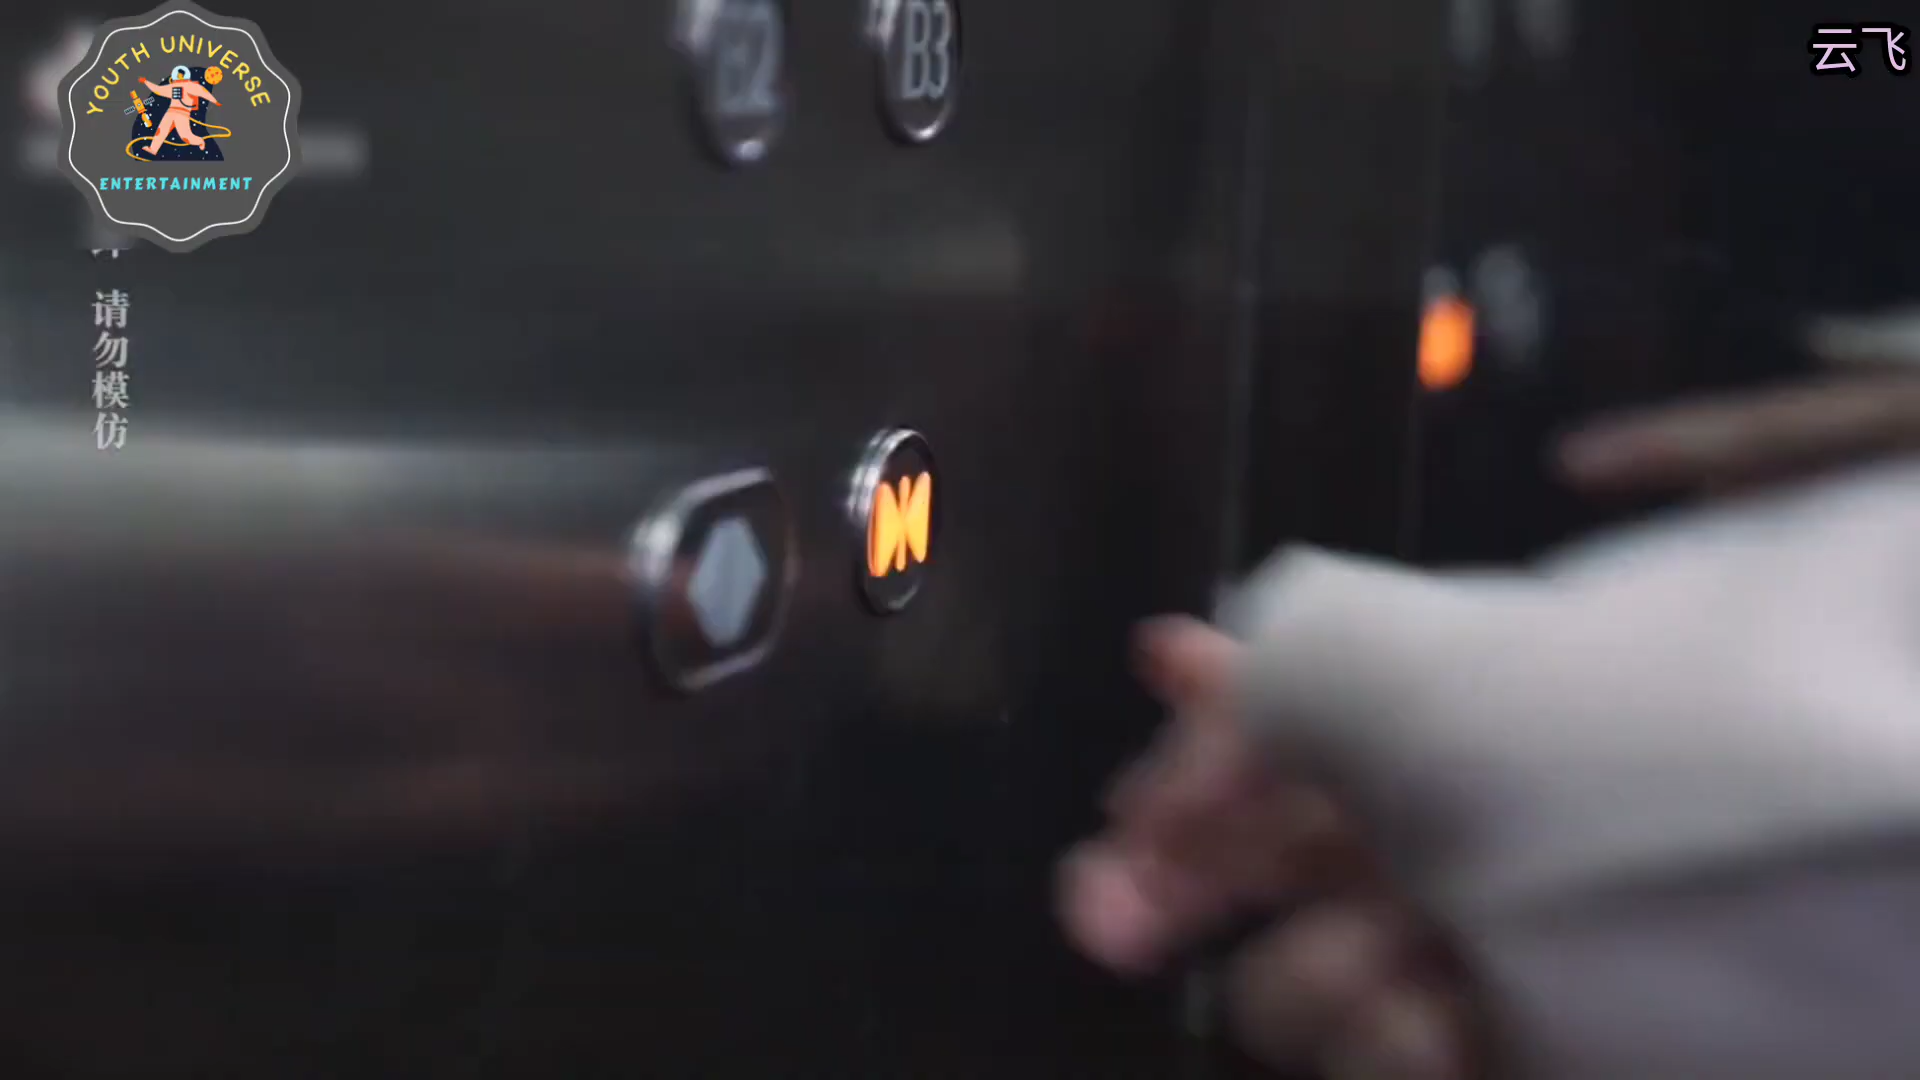 YOUTH UNIVERSE
ENTERTAINMENT
云飞
B2
B3
请勿模仿